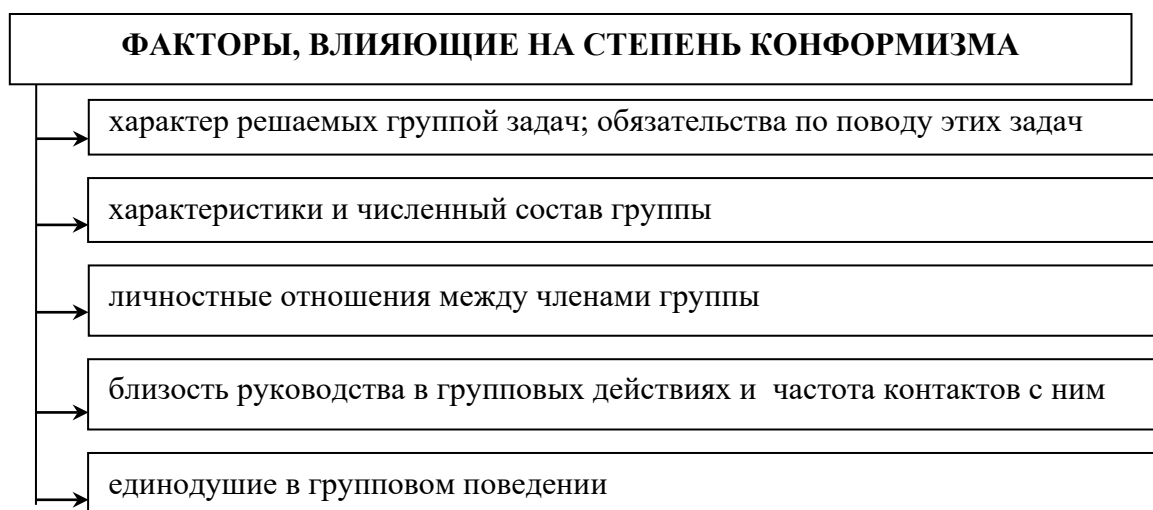 ФАКТОРЫ, ВЛИЯЮЩИЕ НА СТЕПЕНЬ КОНФОРМИЗМА
характер решаемых группой задач; обязательства по поводу этих задач
характеристики и численный состав группы
личностные отношения между членами группы
близость руководства в групповых действиях и частота контактов с ним
единодушие в групповом поведении